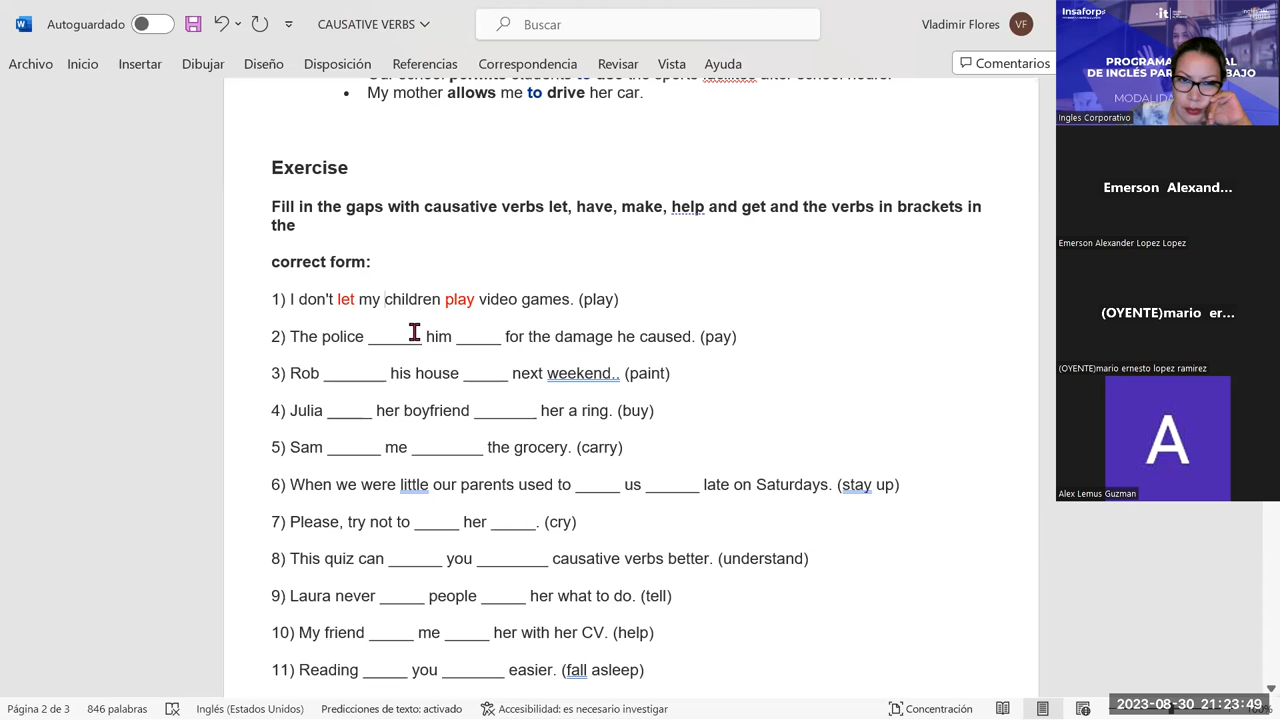 Autoguardado
CAUSATIVE VERBS
Buscar
Vladimir Flores
VF
Archivo Inicio Insertar Dibujar Diseño Disposición Referencias Correspondencia Revisar Vista Ayuda
Comentarios
• My mother allows me to drive her car.
Exercise
Fill in the gaps with causative verbs let, have, make, help and get and the verbs in brackets in
the
correct form:
1) I don't let my children play video games. (play)
2) The police ______ him _____ for the damage he caused. (pay)
3) Rob _______ his house _____ next weekend.. (paint)
4) Julia _____ her boyfriend _______ her a ring. (buy)
5) Sam ______ me ________ the grocery. (carry)
6) When we were little our parents used to _____ us ______ late on Saturdays. (stay up)
7) Please, try not to _____ her _____. (cry)
8) This quiz can ______ you ________ causative verbs better. (understand)
9) Laura never _____ people _____ her what to do. (tell)
10) My friend _____ me _____ her with her CV. (help)
11) Reading _____ you _______ easier. (fall asleep)
Página 2 de 3
846 palabras
Inglés (Estados Unidos)
Predicciones de texto: activado
Accesibilidad: es necesario investigar
Concentración
2023-08-30 21:23:49
Insaforp
it
MODALID
Ingles Corporativo
Emerson Alexand...
Emerson Alexander Lopez Lopez
(OYENTE)mario er...
(OYENTE)mario ernesto lopez ramirez
A
Alex Lemus Guzman